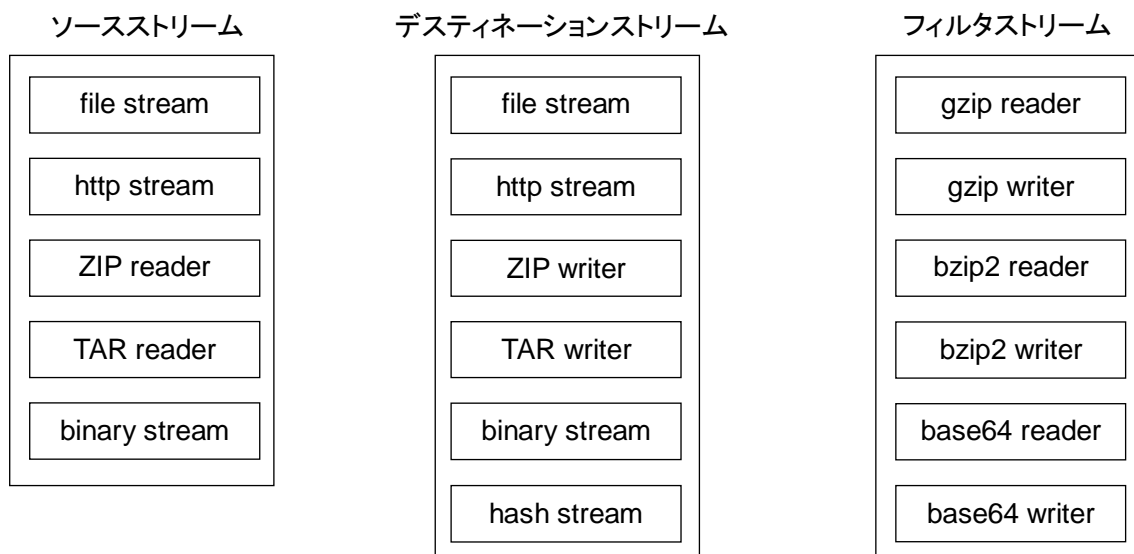 ソースストリーム
file stream
http stream
ZIP reader
TAR reader
binary stream
デスティネーションストリーム
file stream
http stream
ZIP writer
TAR writer
binary stream
hash stream
フィルタストリーム
gzip reader
gzip writer
bzip2 reader
bzip2 writer
base64 reader
base64 writer